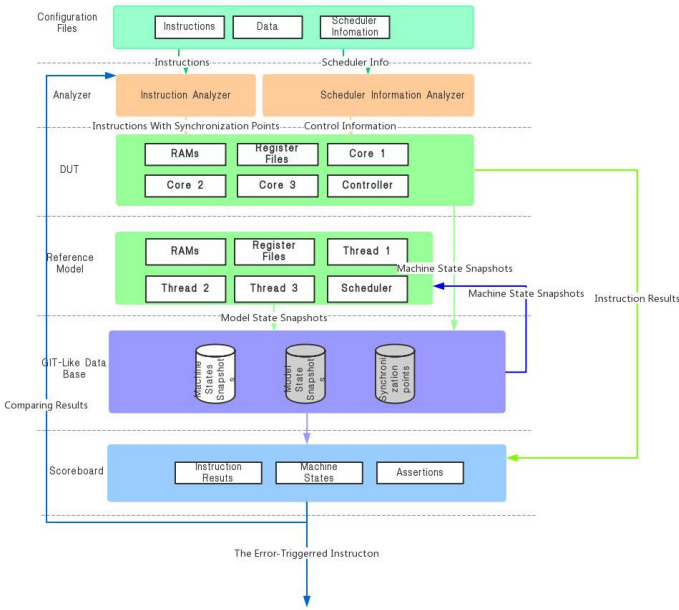 Configuration
Files
Instructions
Data
Scheduler
Infomation
Instructions
Scheduler Info
Analyzer
Instruction Analyzer
Scheduler Information Analyzer
Instructions With Synchronization Points
Control Information
DUT
RAMs
Register
Files
Core 1
Core 2
Core 3
Controller
Reference
Model
RAMs
Register
Files
Thread 1
Thread 2
Thread 3
Scheduler
Machine State Snapshots
Machine State Snapshots
Instruction Results
Model State Snapshots
GIT-Like Data
Base
Machine
States
Snapshot
s
Model
State
Snapshot
s
Synchroni
zation
points
Comparing Results
Scoreboard
Instruction
Resuts
Machine
States
Assertions
The Error-Triggerred Instructon